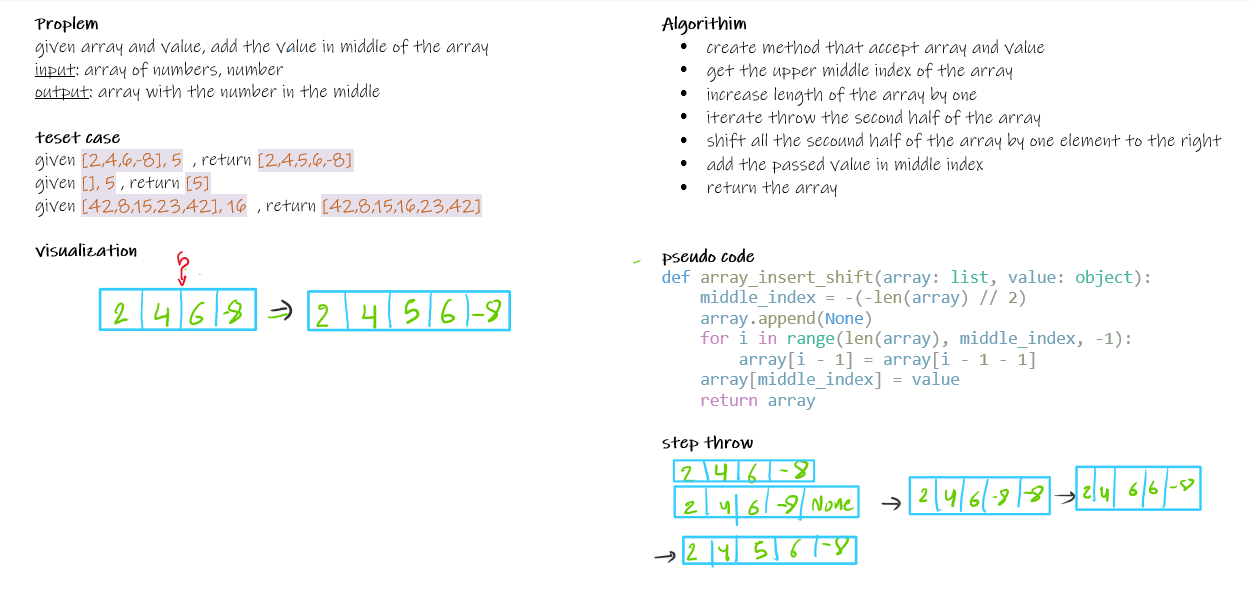 Proplem
given array and value, add the value in middle of the array
input: array of numbers, number
output: array with the number in the middle
teset case
given [2,4,6,-8], 5 , return [2,4,5,6,-8]
given [], 5 , return [5]
given [42,8,15,23,42], 16 , return [42,8,15,16,23,42]
Visualization
5
2 4 6 -8 => 2 4 5 6 -8
Algorithim
• create method that accept array and value
• get the upper middle index of the array
• increase length of the array by one
• iterate throw the second half of the array
• shift all the secound half of the array by one element to the right
• add the passed value in middle index
• return the array
pseudo code
def array_insert_shift(array: list, value: object):
middle_index = -(-len(array) // 2)
array.append(None)
for i in range(len(array), middle_index, -1):
array[i - 1] = array[i - 1 - 1]
array[middle_index] = value
return array
step throw
2 4 6 -8
2 4 6 -8 None → 2 4 6 -8 -8 → 2 4 6 6 -8
→ 2 4 5 6 -8